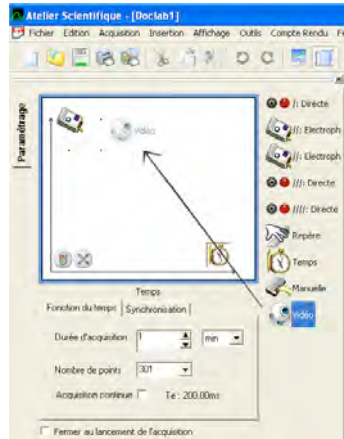 Atelier Scientifique - [Doclab1]
Fichier Edition Acquisition Insertion Affichage Outils Compte Rendu
Paramétrage
Vidéo
/: Directe
//: Electroph
///: Electroph
///: Directe
////: Directe
Repère
Temps
Manuelle
Vidéo
Temps
Fonction du temps Synchronisation
Durée d'acquisition 1 min
Nombre de points 301
Acquisition continue Te : 200,00ms
Fermer au lancement de l'acquisition